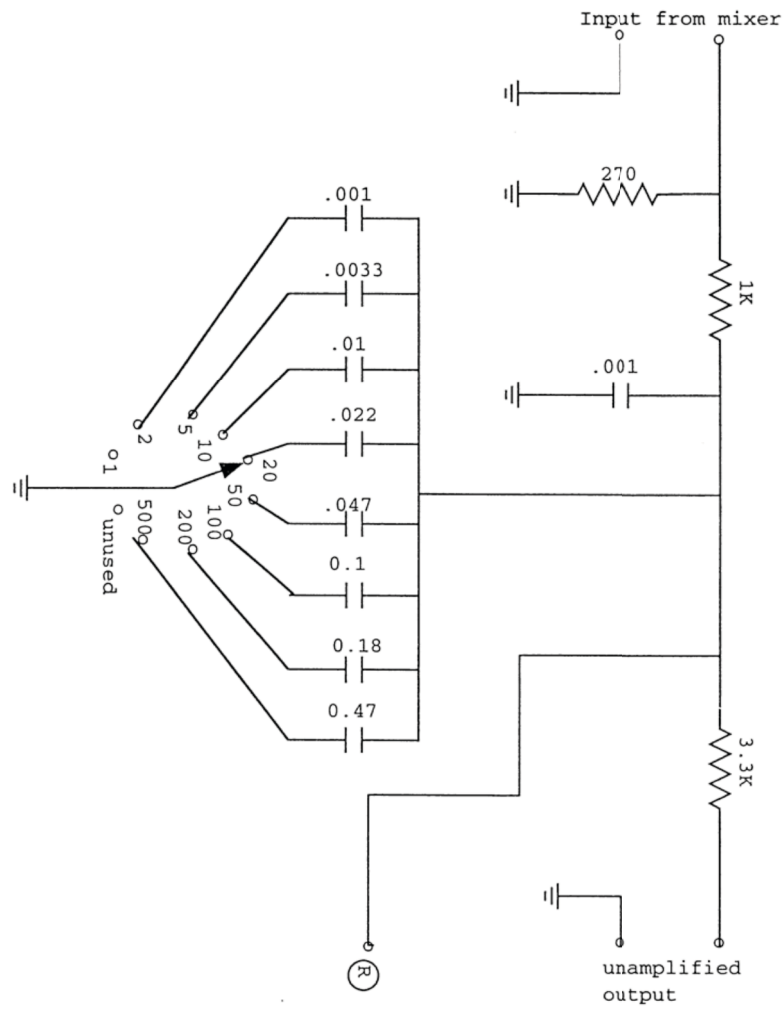 Input from mixer
270
.001
1K
.0033
.01
.001
.022
2
5
10
20
1
50
.047
500
200
100
unused
0.1
0.18
0.47
3.3K
R
unamplified
output